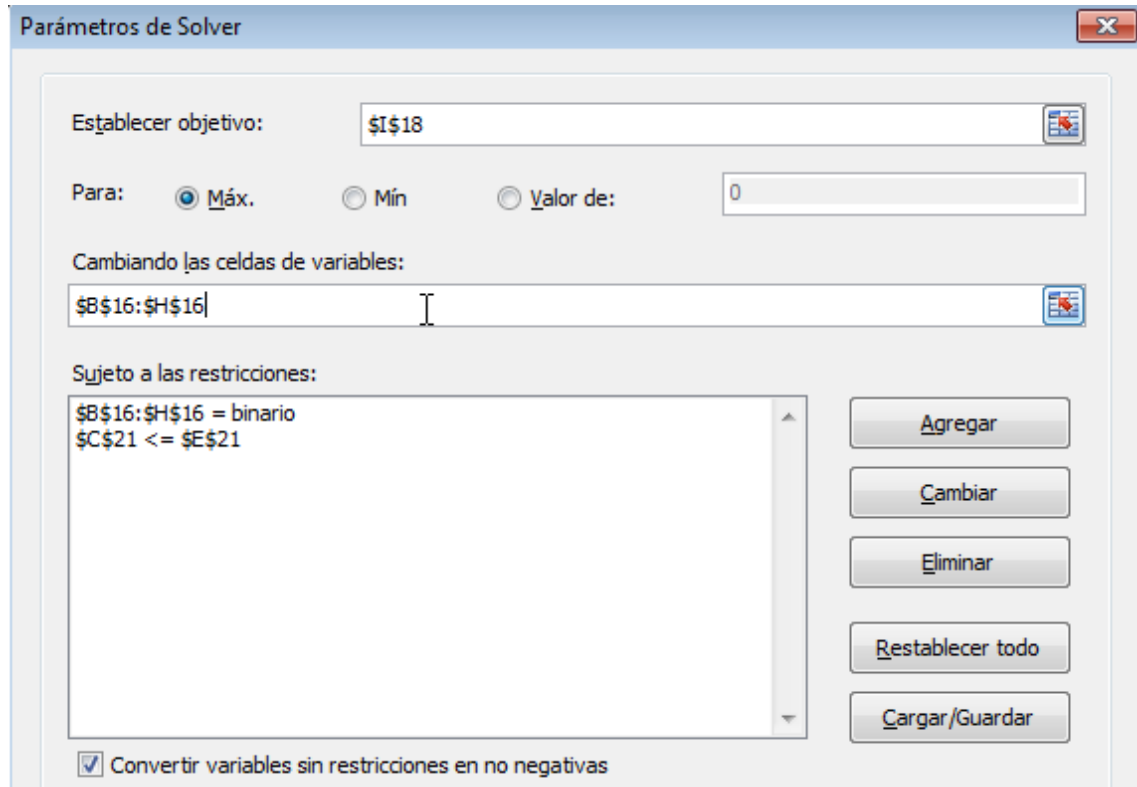 Parámetros de Solver
Establecer objetivo: $I$18
Para: Máx. Mín Valor de: 0
Cambiando las celdas de variables:
$B$16:$H$16
Sujeto a las restricciones:
$B$16:$H$16 = binario
$C$21 <= $E$21
Agregar
Cambiar
Eliminar
Restablecer todo
Cargar/Guardar
Convertir variables sin restricciones en no negativas